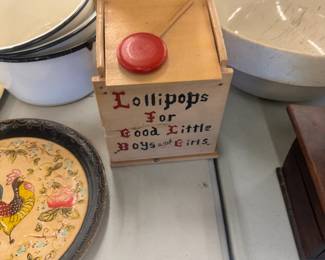 Lollipops
For
Good Little
Boys and Girls